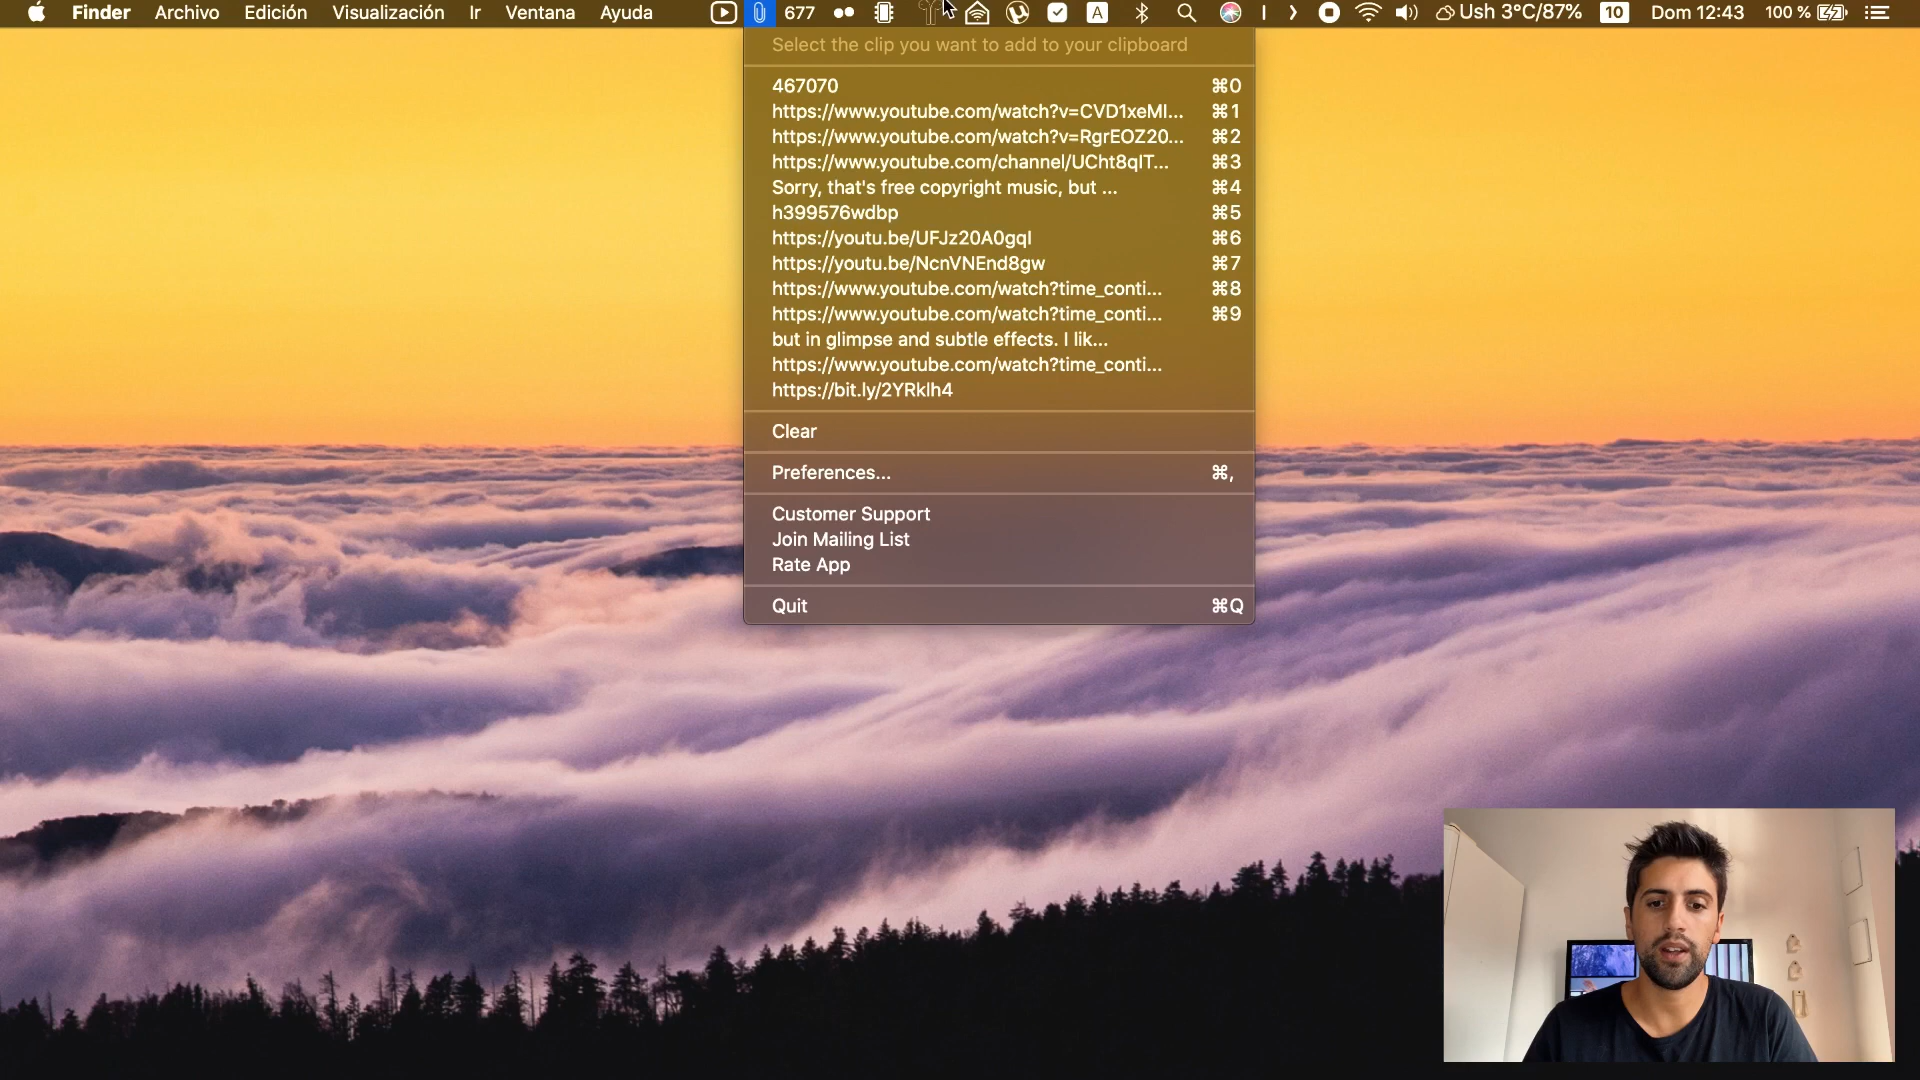 Finder Archivo Edición Visualización Ir Ventana Ayuda 677 A Ush 3°C/87% 10 Dom 12:43 100 %
Select the clip you want to add to your clipboard
467070 ⌘0
https://www.youtube.com/watch?v=CVD1xeMI... ⌘1
https://www.youtube.com/watch?v=RgrEOZ20... ⌘2
https://www.youtube.com/channel/UCht8qlT... ⌘3
Sorry, that's free copyright music, but ... ⌘4
h399576wdbp ⌘5
https://youtu.be/UFJz20A0gqI ⌘6
https://youtu.be/NcnVNEnd8gw ⌘7
https://www.youtube.com/watch?time_conti... ⌘8
https://www.youtube.com/watch?time_conti... ⌘9
but in glimpse and subtle effects. I lik...
https://www.youtube.com/watch?time_conti...
https://bit.ly/2YRklh4
Clear
Preferences... ⌘,
Customer Support
Join Mailing List
Rate App
Quit ⌘Q